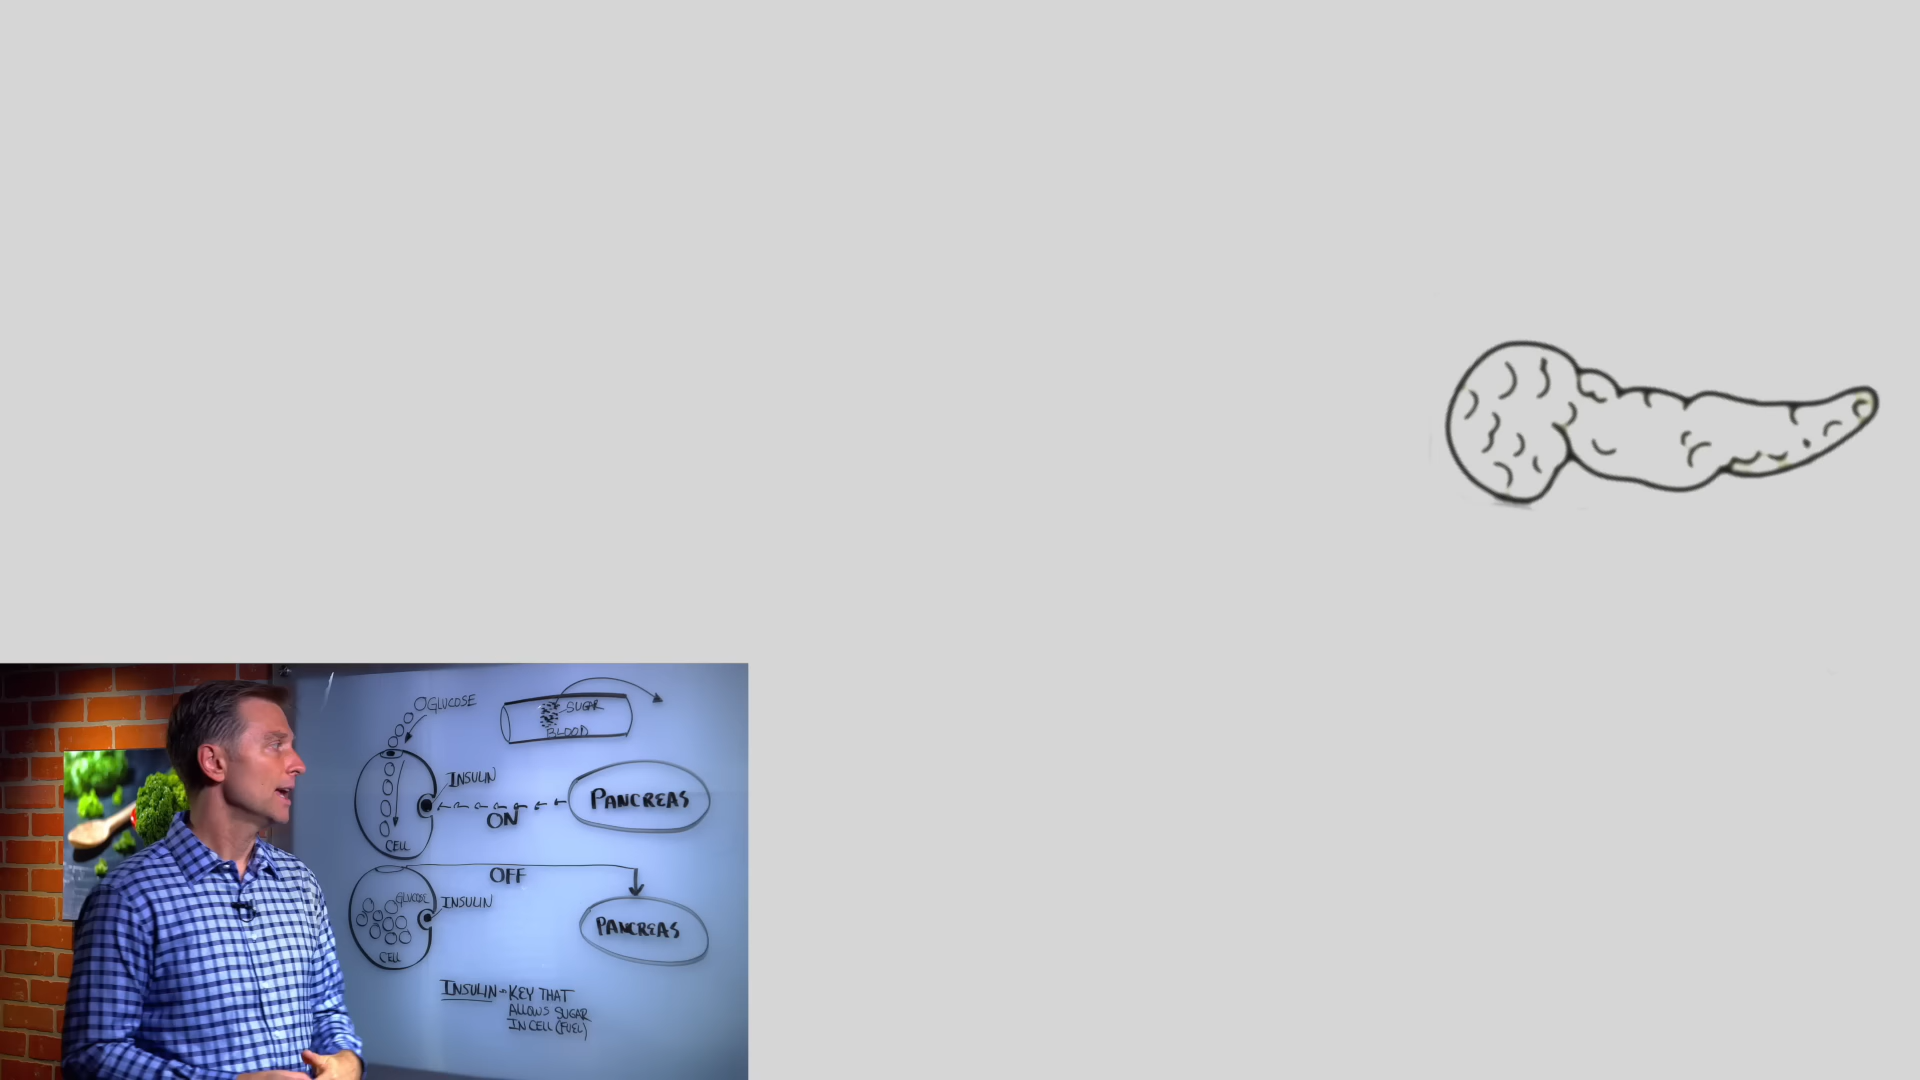 GLUCOSE
SUGAR
BLOOD
INSULIN
PANCREAS
ON
CELL
OFF
GLUCOSE
INSULIN
PANCREAS
CELL
INSULIN - KEY THAT
ALLOWS SUGAR
IN CELL (FUEL)